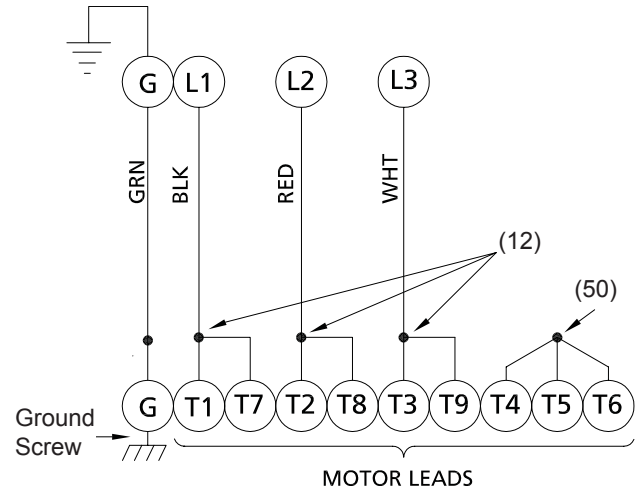 G L1 L2 L3
GRN BLK RED WHT
(12)
(50)
G T1 T7 T2 T8 T3 T9 T4 T5 T6
Ground
Screw
MOTOR LEADS